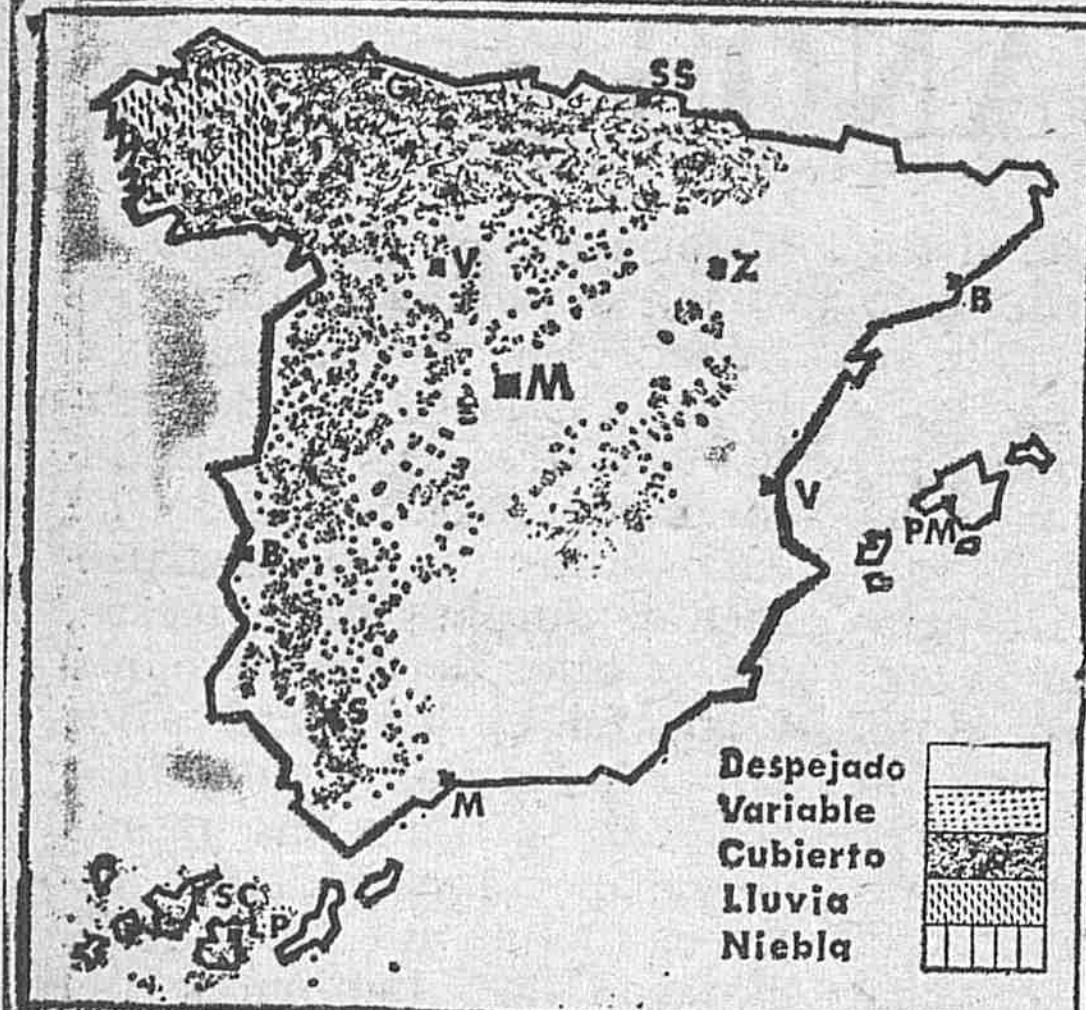 SS
G
V
Z
B
M
V
PM
B
S
M
SC
LP
Despejado
Variable
Cubierto
Lluvia
Niebla